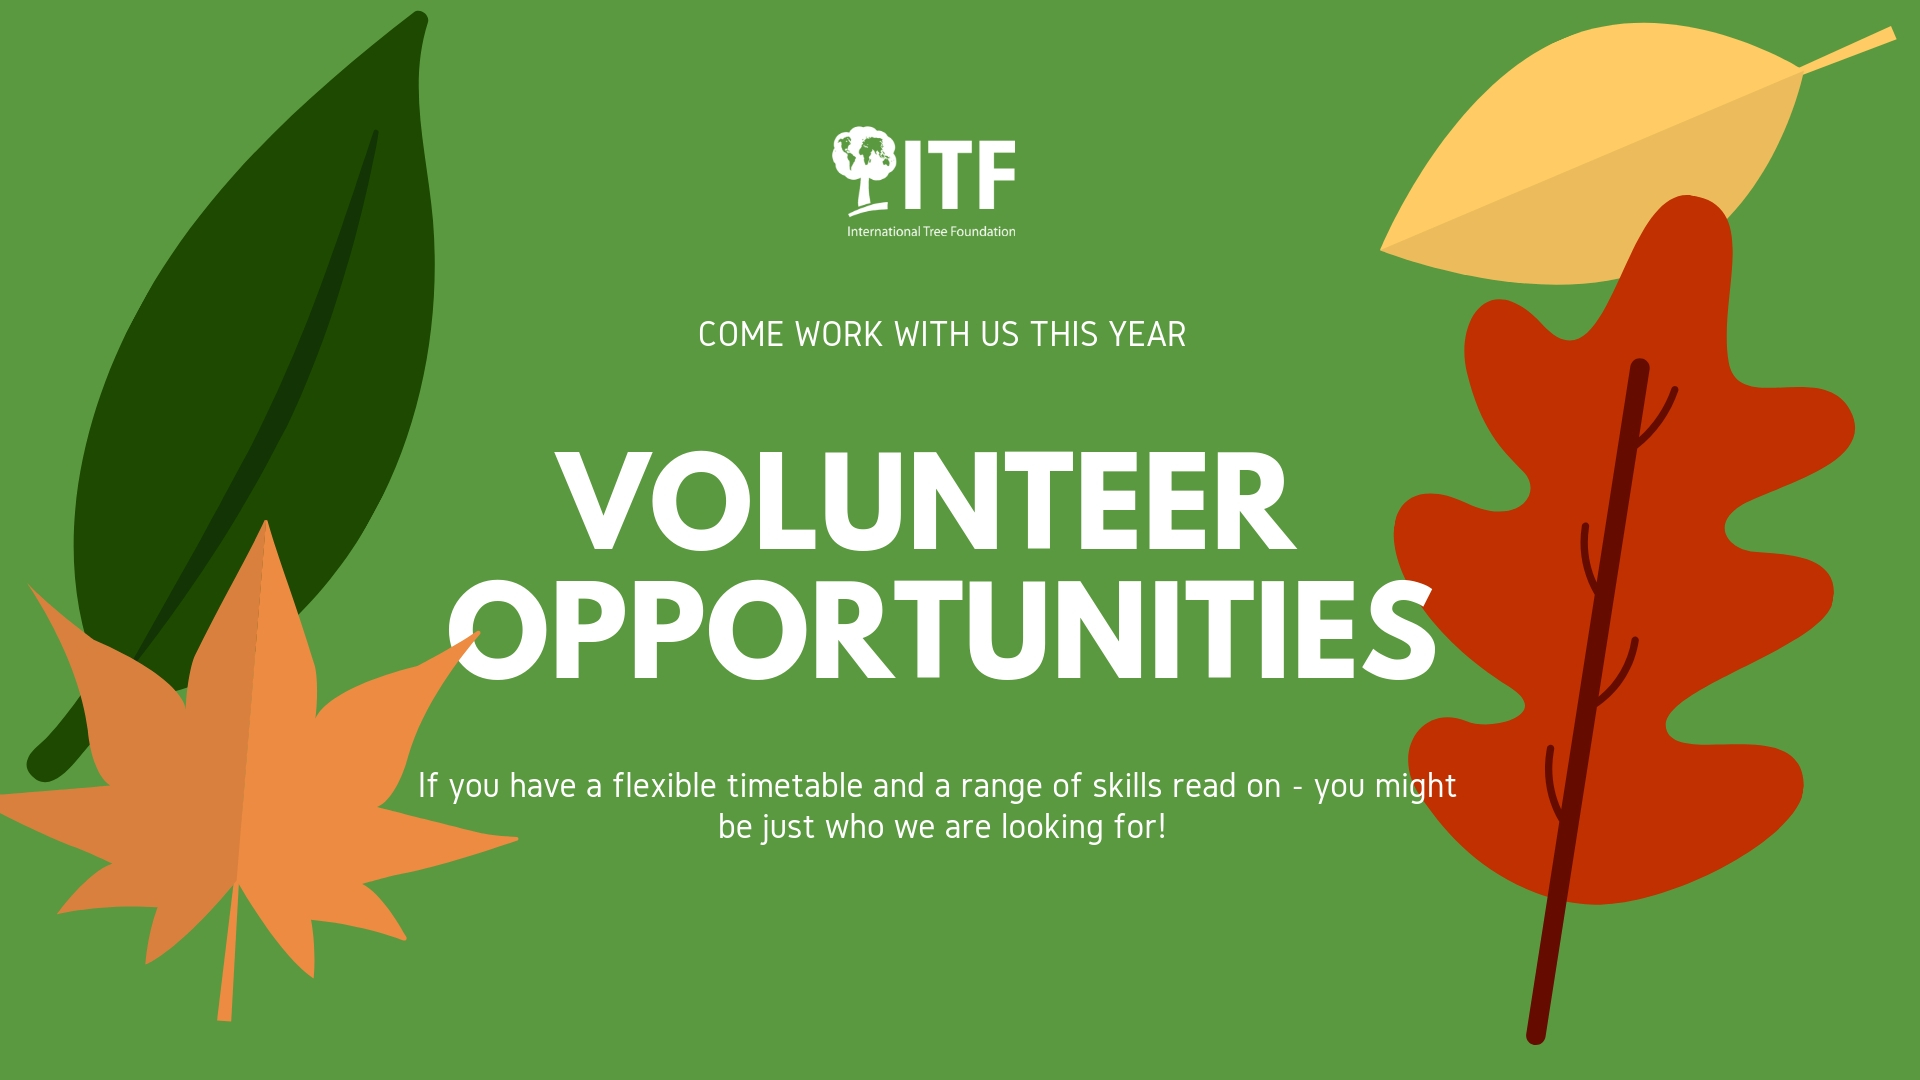 ITF
International Tree Foundation
COME WORK WITH US THIS YEAR
VOLUNTEER
OPPORTUNITIES
If you have a flexible timetable and a range of skills read on - you might
be just who we are looking for!